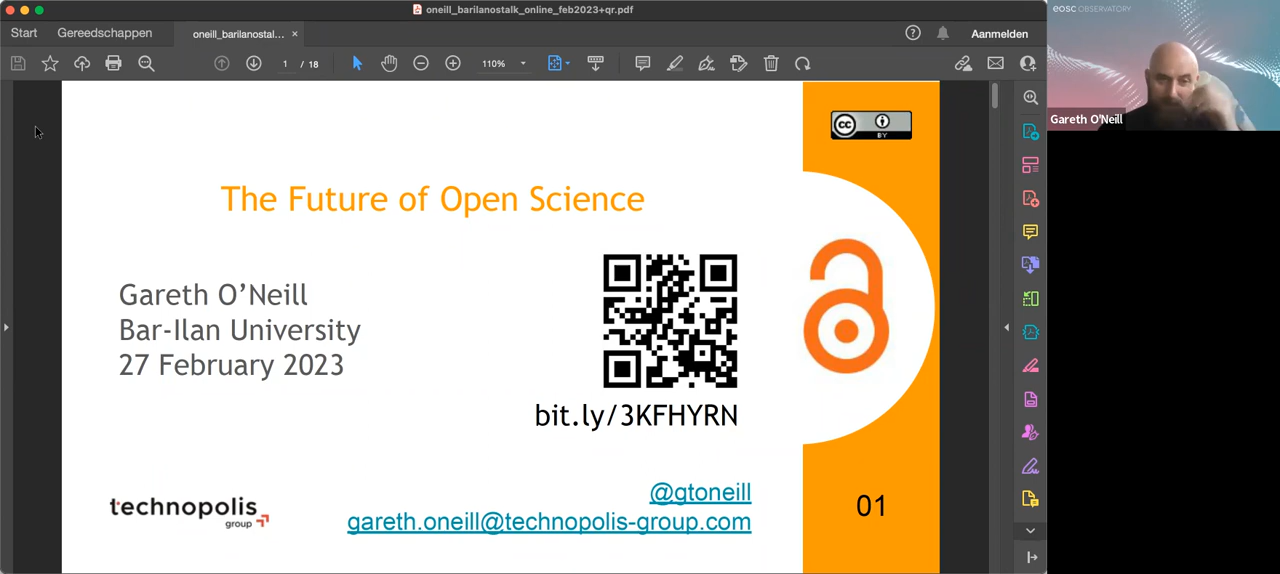 oneill_barilanostalk_online_feb2023+qr.pdf
Start
Gereedschappen
oneill_barilanostal...
Aanmelden
1 / 18
110%
eosc OBSERVATORY
Gareth O'Neill
cc
BY
The Future of Open Science
Gareth O’Neill
Bar-Ilan University
27 February 2023
bit.ly/3KFHYRN
technopolis
group
@gtoneill
gareth.oneill@technopolis-group.com
01